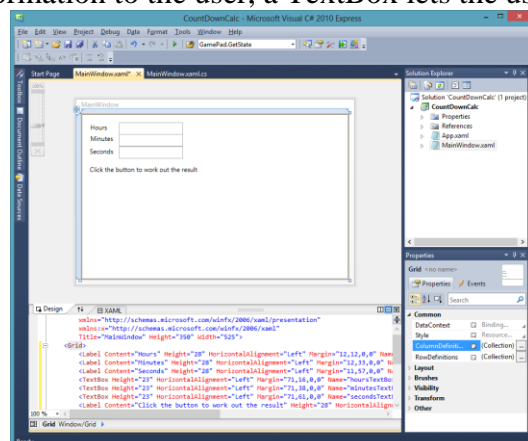 ormation to the user, a TextBox lets the us
CountDownCalc - Microsoft Visual C# 2010 Express
File Edit View Project Debug Data Format Tools Window Help
GamePad.GetState
Start Page MainWindow.xaml* MainWindow.xaml.cs
Toolbox
Document Outline
Data Sources
MainWindow
Hours
Minutes
Seconds
Click the button to work out the result
Solution Explorer
Solution 'CountDownCalc' (1 project)
CountDownCalc
Properties
References
App.xaml
MainWindow.xaml
Properties
Grid <no name>
Properties Events
Search
Common
DataContext Binding...
Style Resource...
ColumnDefiniti... (Collection) ...
RowDefinitions (Collection) ...
Layout
Brushes
Visibility
Transform
Other
Design XAML
xmlns="http://schemas.microsoft.com/winfx/2006/xaml/presentation"
xmlns:x="http://schemas.microsoft.com/winfx/2006/xaml"
Title="MainWindow" Height="350" Width="525">
<Grid>
<Label Content="Hours" Height="28" HorizontalAlignment="Left" Margin="12,12,0,0" Name
<Label Content="Minutes" Height="28" HorizontalAlignment="Left" Margin="12,33,0,0" Na
<Label Content="Seconds" Height="28" HorizontalAlignment="Left" Margin="11,57,0,0" Na
<TextBox Height="23" HorizontalAlignment="Left" Margin="71,16,0,0" Name="hoursTextBox
<TextBox Height="23" HorizontalAlignment="Left" Margin="71,38,0,0" Name="minutesText
<TextBox Height="23" HorizontalAlignment="Left" Margin="71,61,0,0" Name="secondsText
<Label Content="Click the button to work out the result" Height="28" HorizontalAlign
100 %
Grid Window/Grid